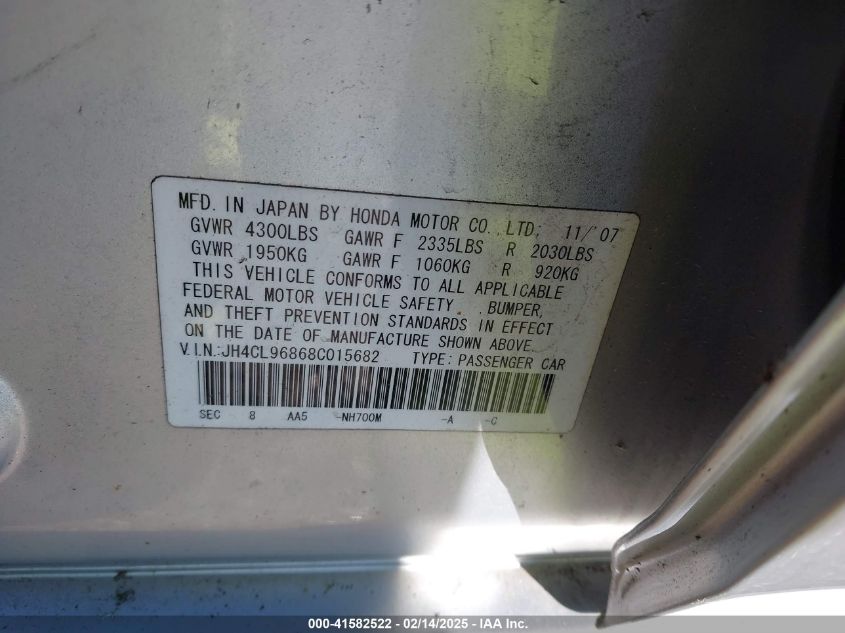 MFD. IN JAPAN BY HONDA MOTOR CO., LTD; 11/'07
GVWR 4300LBS GAWR F 2335LBS R 2030LBS
GVWR 1950KG GAWR F 1060KG R 920KG
THIS VEHICLE CONFORMS TO ALL APPLICABLE
FEDERAL MOTOR VEHICLE SAFETY , BUMPER,
AND THEFT PREVENTION STANDARDS IN EFFECT
ON THE DATE OF MANUFACTURE SHOWN ABOVE.
V.I.N.:JH4CL96868C015682 TYPE: PASSENGER CAR
SEC 8 AA5 -NH700M -A -C
000-41582522 - 02/14/2025 - IAA Inc.